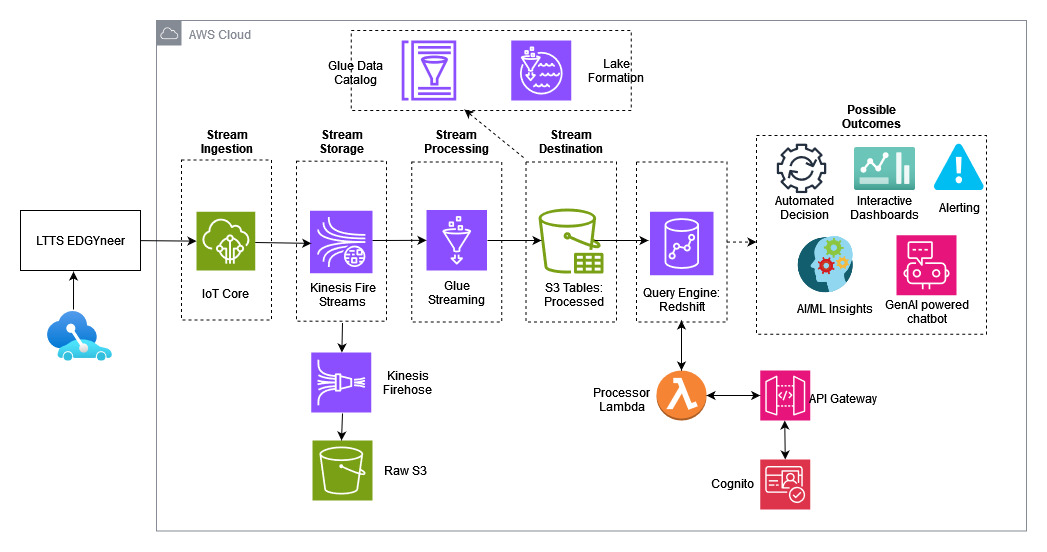 AWS Cloud
Glue Data
Catalog
Lake
Formation
Stream
Ingestion
Stream
Storage
Stream
Processing
Stream
Destination
Possible
Outcomes
LTTS EDGYneer
IoT Core
Kinesis Fire
Streams
Glue
Streaming
S3 Tables:
Processed
Query Engine:
Redshift
Automated
Decision
Interactive
Dashboards
Alerting
AI/ML Insights
GenAI powered
chatbot
Kinesis
Firehose
Raw S3
Processor
Lambda
API Gateway
Cognito